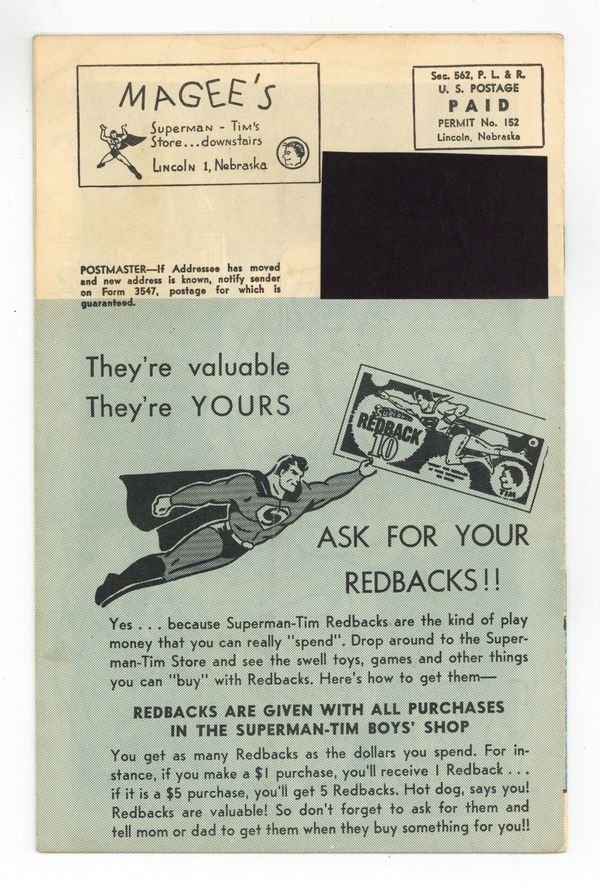 MAGEE'S
Superman - Tim's
Store...downstairs
Lincoln 1, Nebraska
Sec. 562, P. L. & R.
U. S. POSTAGE
PAID
PERMIT No. 152
Lincoln, Nebraska
POSTMASTER—If Addressee has moved
and new address is known, notify sender
on Form 3547, postage for which is
guaranteed.
They're valuable
They're YOURS
REDBACK
10
TIM
S
ASK FOR YOUR
REDBACKS!!
Yes . . . because Superman-Tim Redbacks are the kind of play
money that you can really "spend". Drop around to the Super-
man-Tim Store and see the swell toys, games and other things
you can "buy" with Redbacks. Here's how to get them—
REDBACKS ARE GIVEN WITH ALL PURCHASES
IN THE SUPERMAN-TIM BOYS' SHOP
You get as many Redbacks as the dollars you spend. For in-
stance, if you make a $1 purchase, you'll receive 1 Redback . . .
if it is a $5 purchase, you'll get 5 Redbacks. Hot dog, says you!
Redbacks are valuable! So don't forget to ask for them and
tell mom or dad to get them when they buy something for you!!